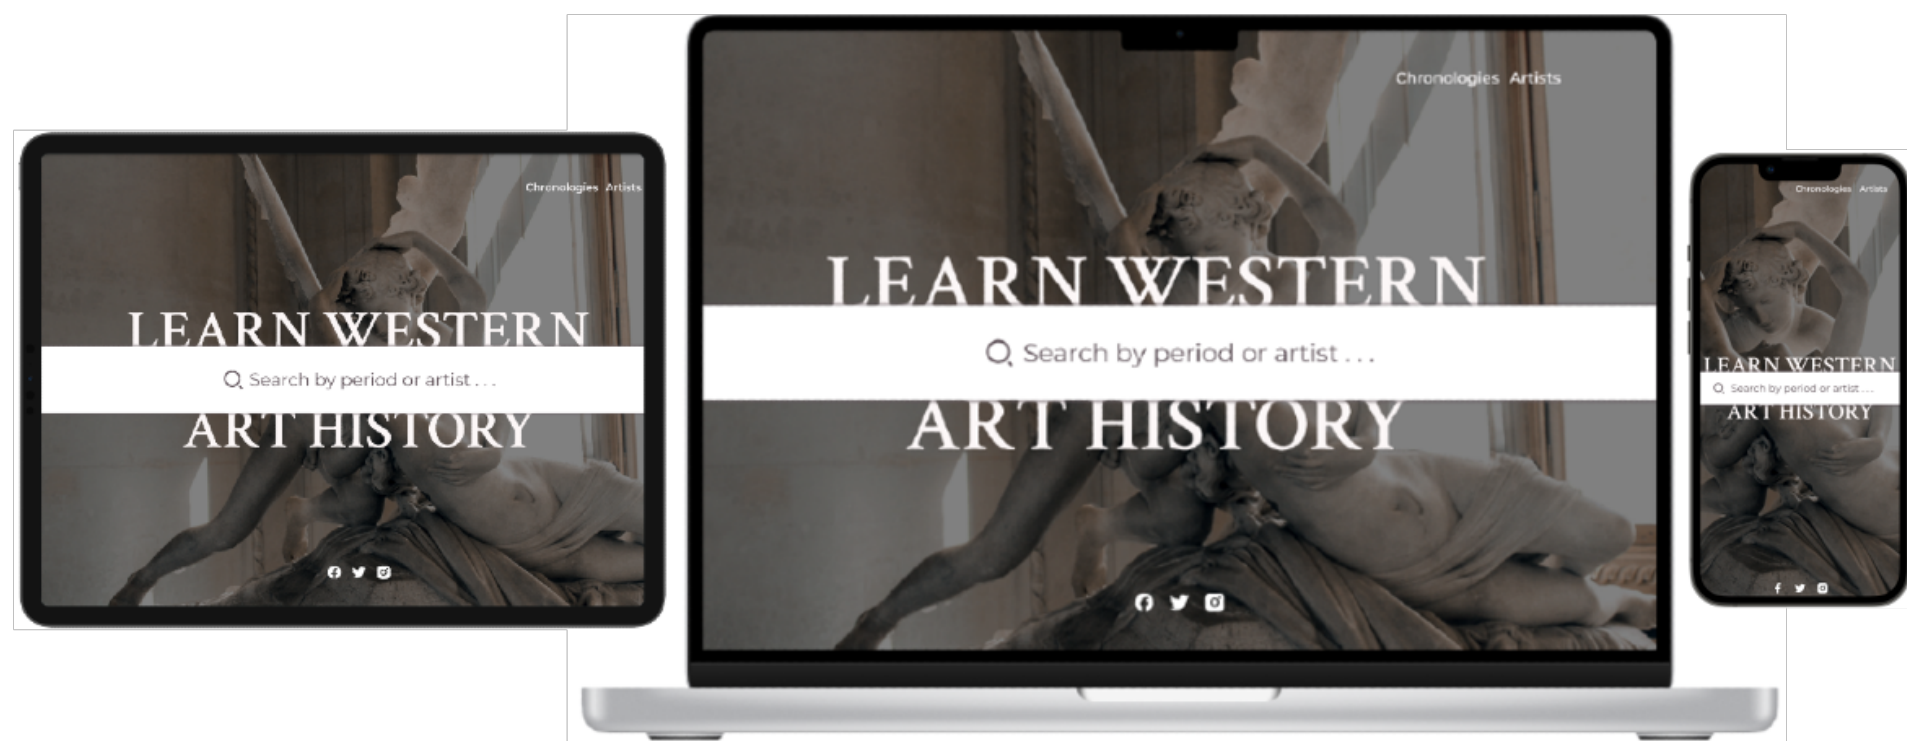 Chronologies Artists
LEARN WESTERN
Search by period or artist . . .
ART HISTORY
Chronologies Artists
LEARN WESTERN
Search by period or artist . . .
ART HISTORY
Chronologies Artists
LEARN WESTERN
Search by period or artist . . .
ART HISTORY